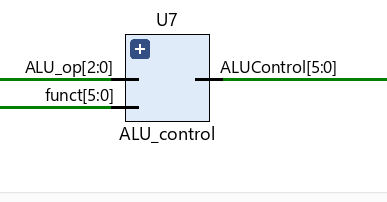 U7
ALU_op[2:0]
ALUControl[5:0]
funct[5:0]
ALU_control